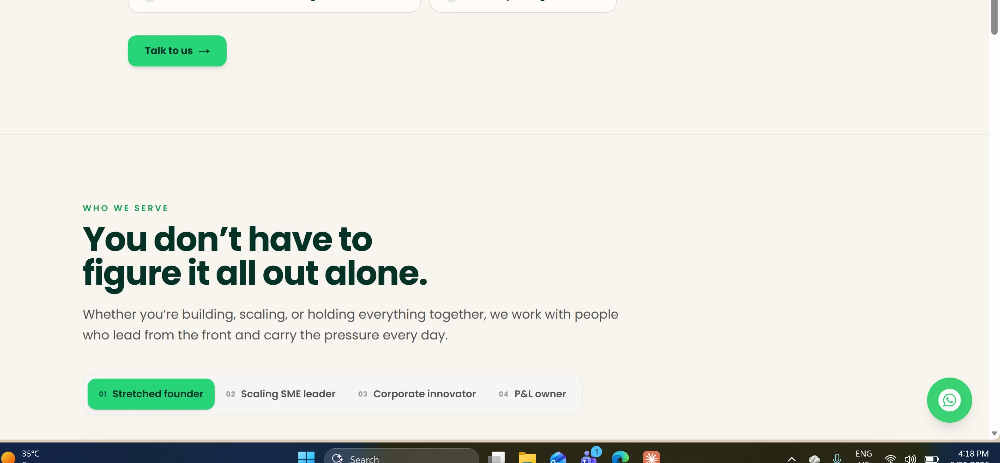 Talk to us →
WHO WE SERVE
You don’t have to
figure it all out alone.
Whether you’re building, scaling, or holding everything together, we work with people
who lead from the front and carry the pressure every day.
01 Stretched founder 02 Scaling SME leader 03 Corporate innovator 04 P&L owner
35°C
Search
1
ENG
4:18 PM